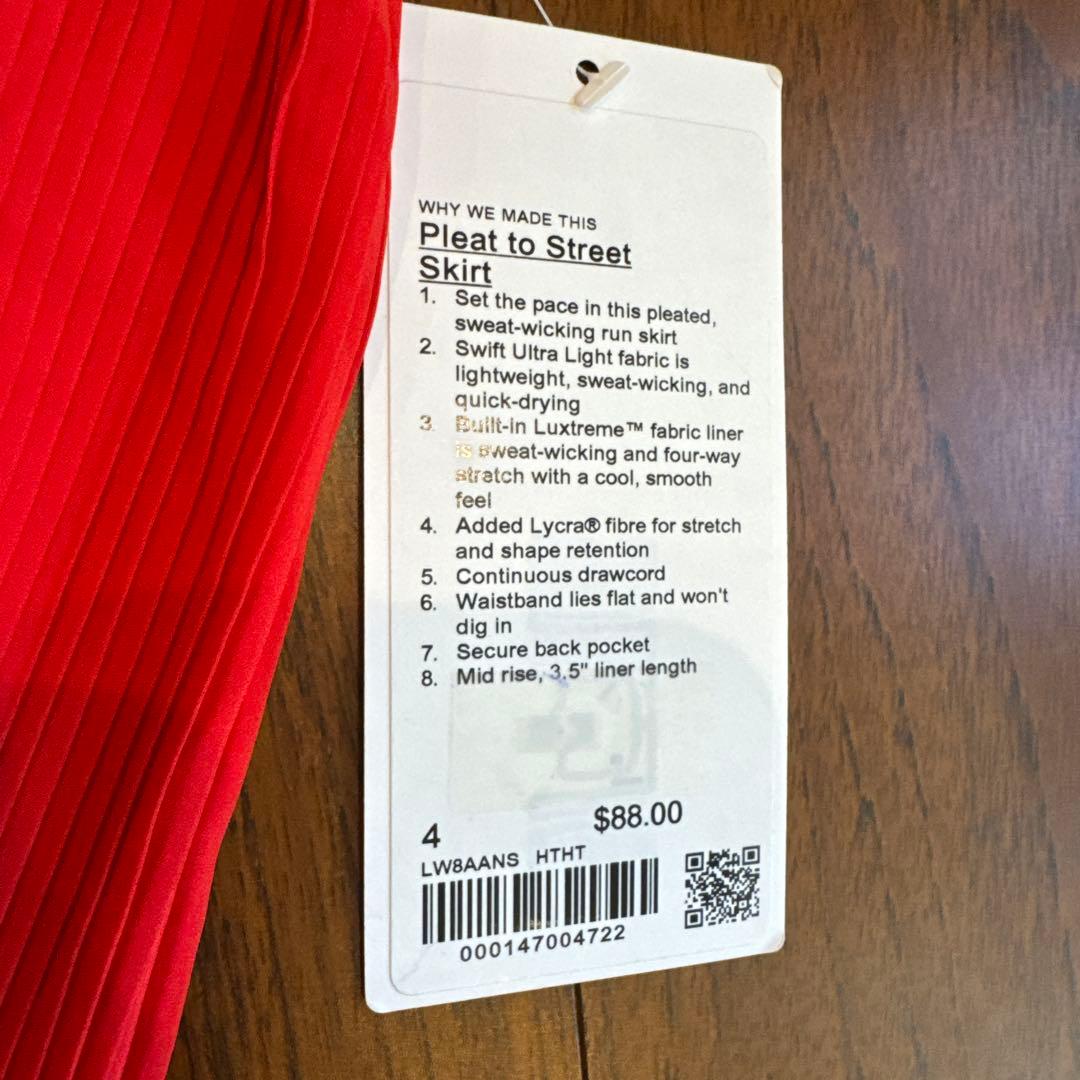 WHY WE MADE THIS
Pleat to Street
Skirt
1. Set the pace in this pleated,
sweat-wicking run skirt
2. Swift Ultra Light fabric is
lightweight, sweat-wicking, and
quick-drying
3. Built-in Luxtreme™ fabric liner
is sweat-wicking and four-way
stretch with a cool, smooth
feel
4. Added Lycra® fibre for stretch
and shape retention
5. Continuous drawcord
6. Waistband lies flat and won't
dig in
7. Secure back pocket
8. Mid rise, 3.5" liner length
$88.00
4
LW8AANS HTHT
000147004722